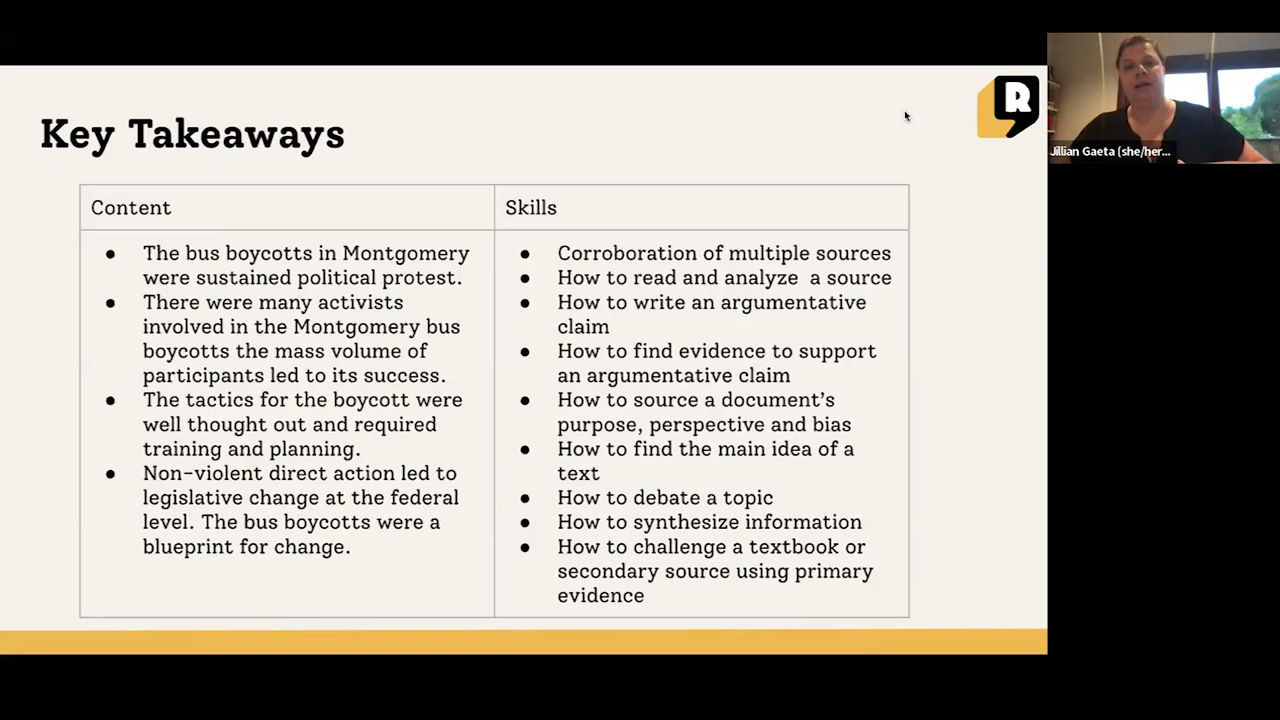 Key Takeaways
R
Jillian Gaeta (she/her...
Content
The bus boycotts in Montgomery
were sustained political protest.
There were many activists
involved in the Montgomery bus
boycotts the mass volume of
participants led to its success.
The tactics for the boycott were
well thought out and required
training and planning.
Non-violent direct action led to
legislative change at the federal
level. The bus boycotts were a
blueprint for change.
Skills
Corroboration of multiple sources
How to read and analyze  a source
How to write an argumentative
claim
How to find evidence to support
an argumentative claim
How to source a document's
purpose, perspective and bias
How to find the main idea of a
text
How to debate a topic
How to synthesize information
How to challenge a textbook or
secondary source using primary
evidence